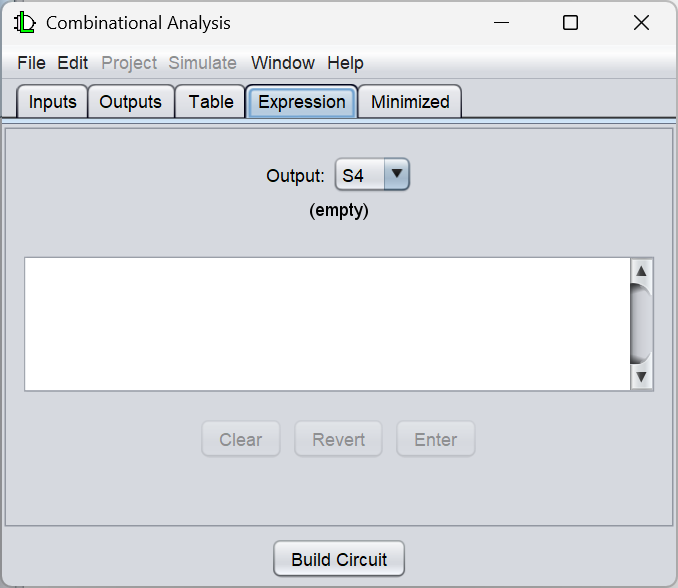 Combinational Analysis
File Edit Project Simulate Window Help
Inputs Outputs Table Expression Minimized
Output: S4
(empty)
Clear Revert Enter
Build Circuit